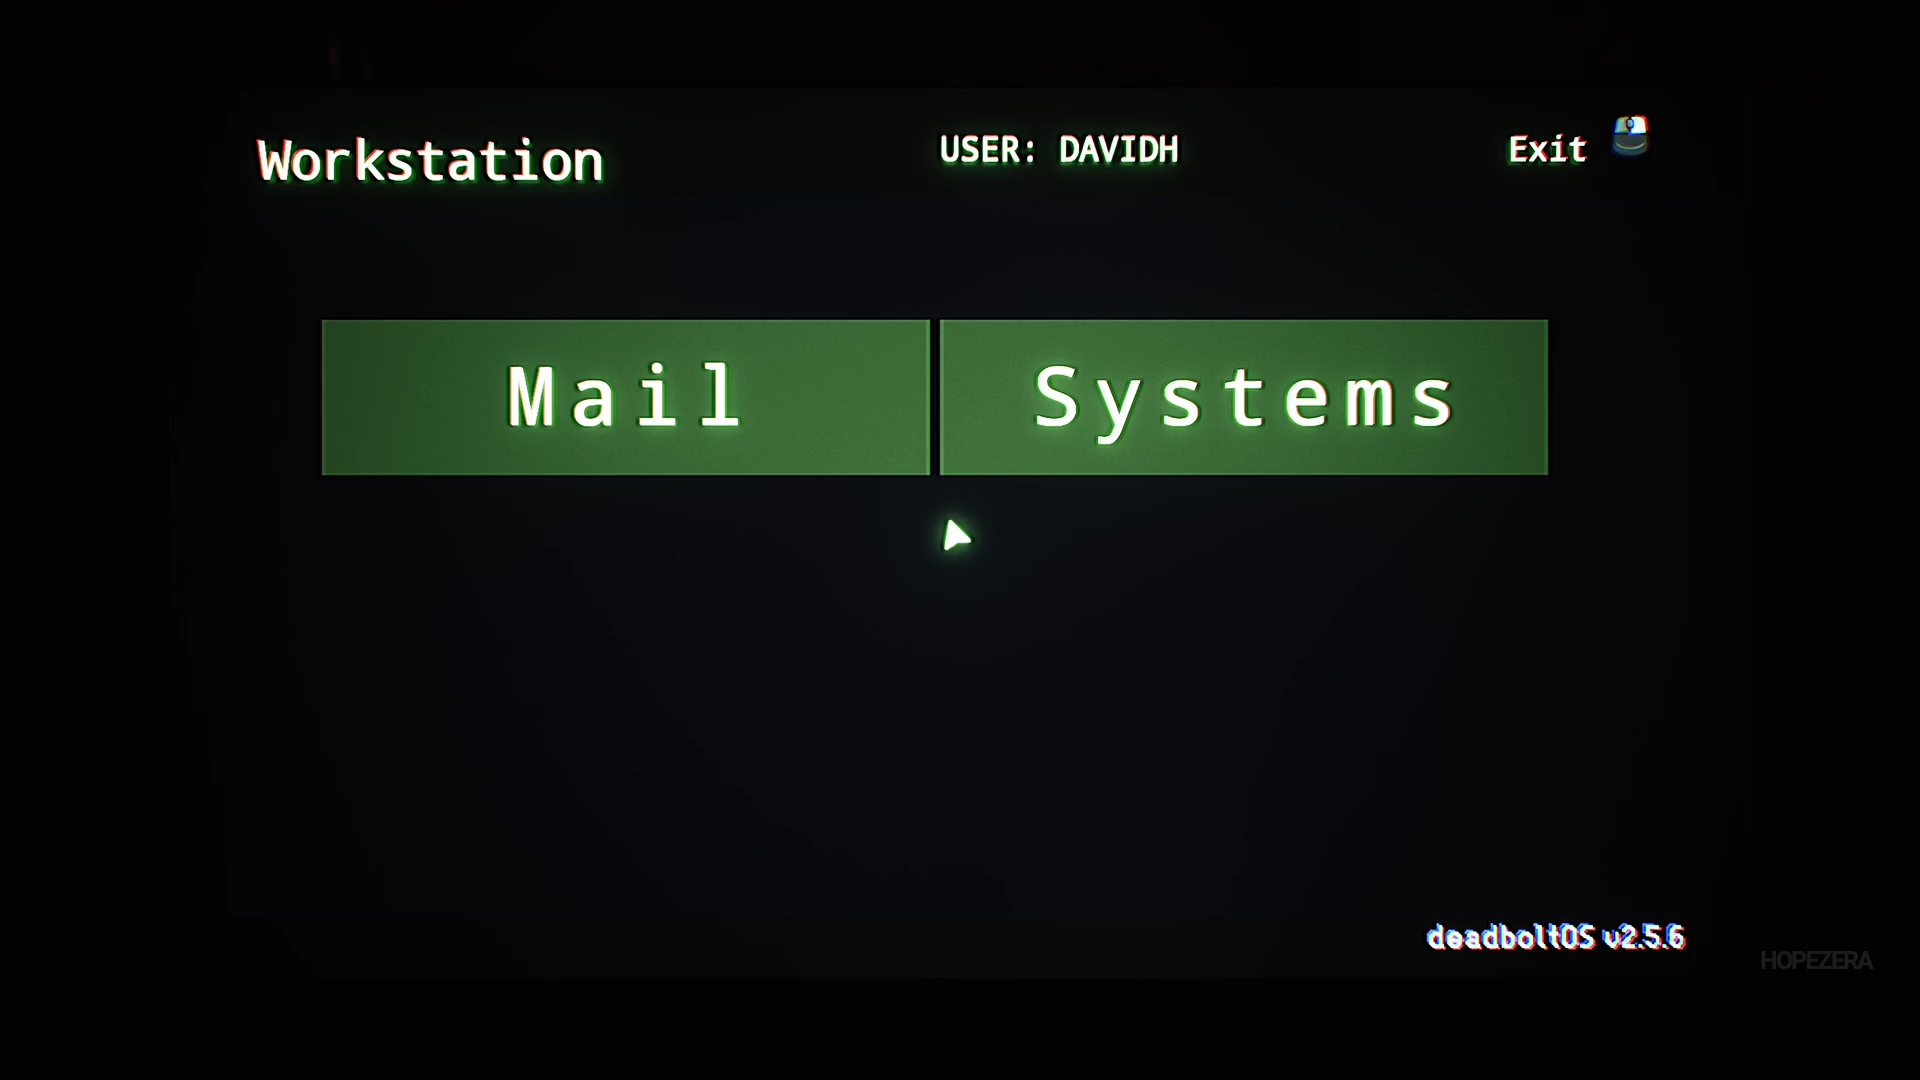 Workstation
USER: DAVIDH
Exit
Mail
Systems
deadboltOS v2.5.6
HOPEZERA